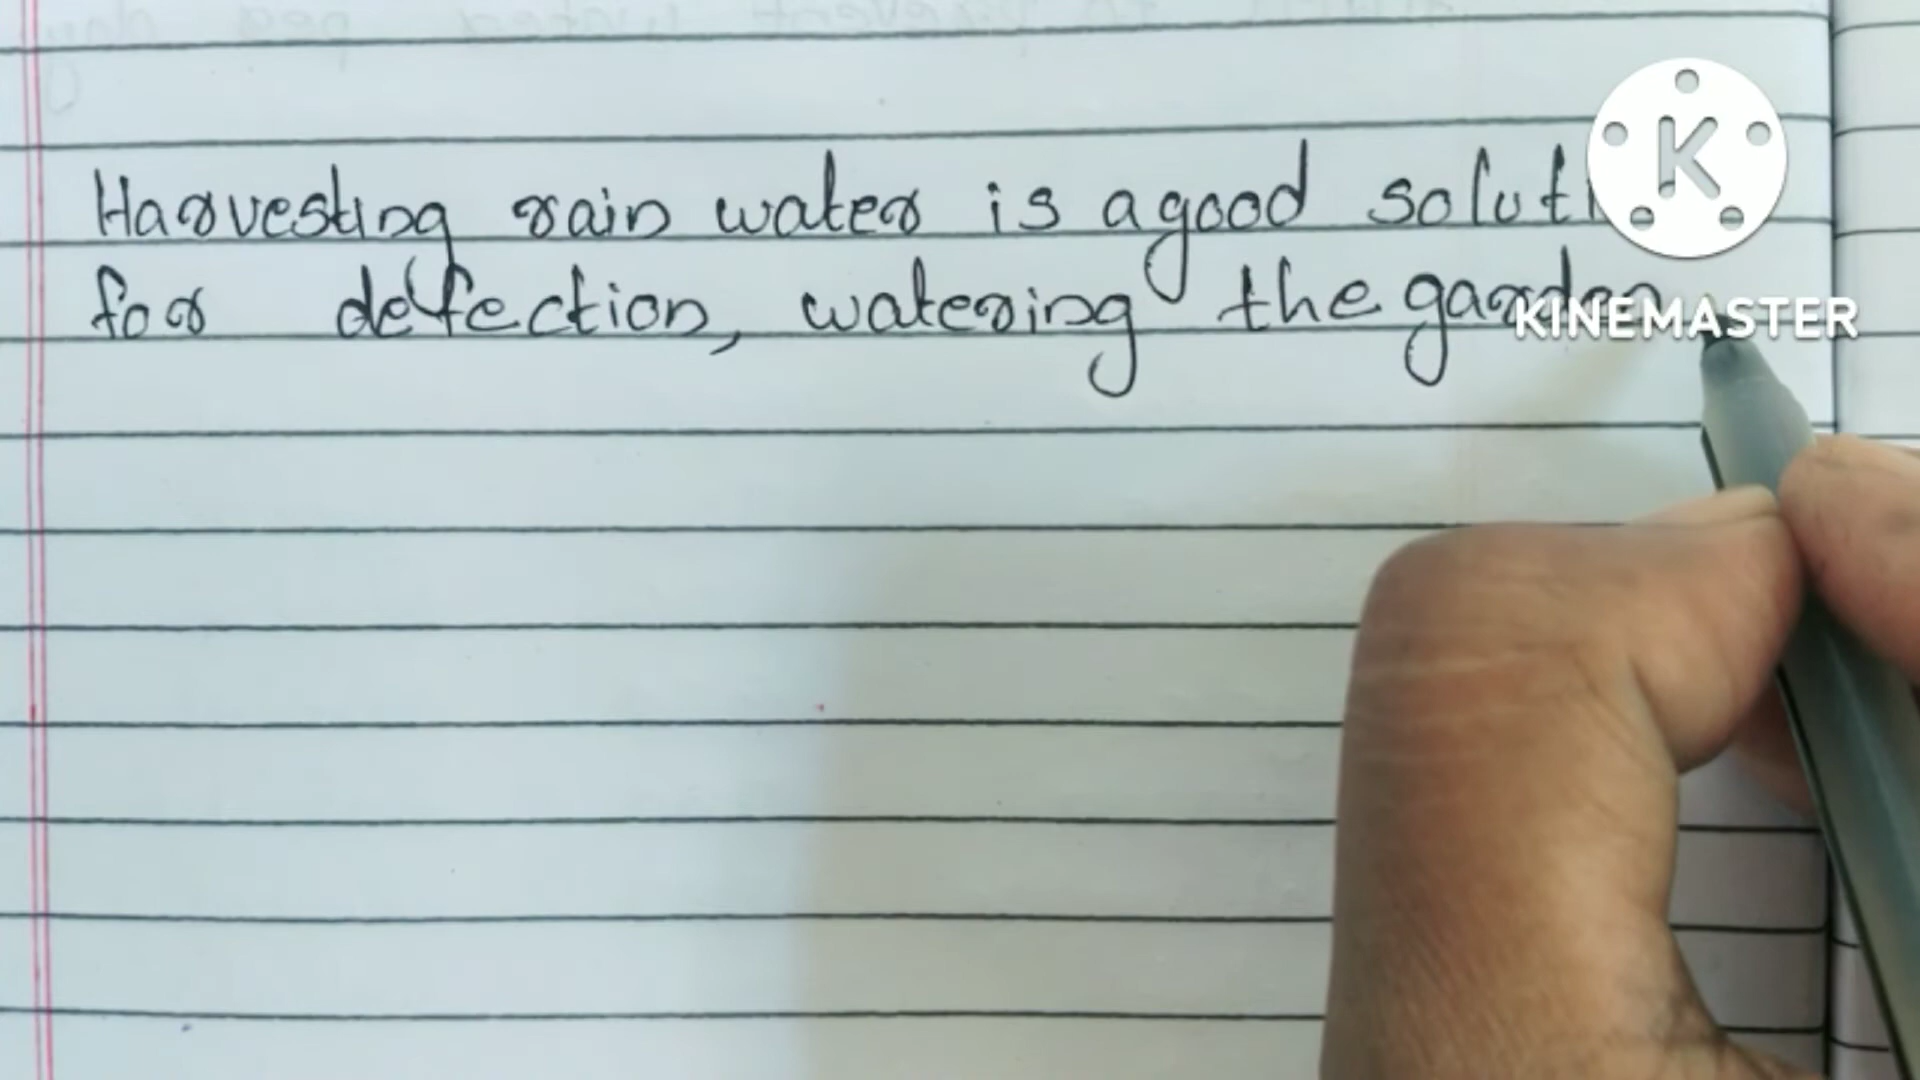 Harvesting rain water is a good soluti
for defection, watering the garden,
KINEMASTER